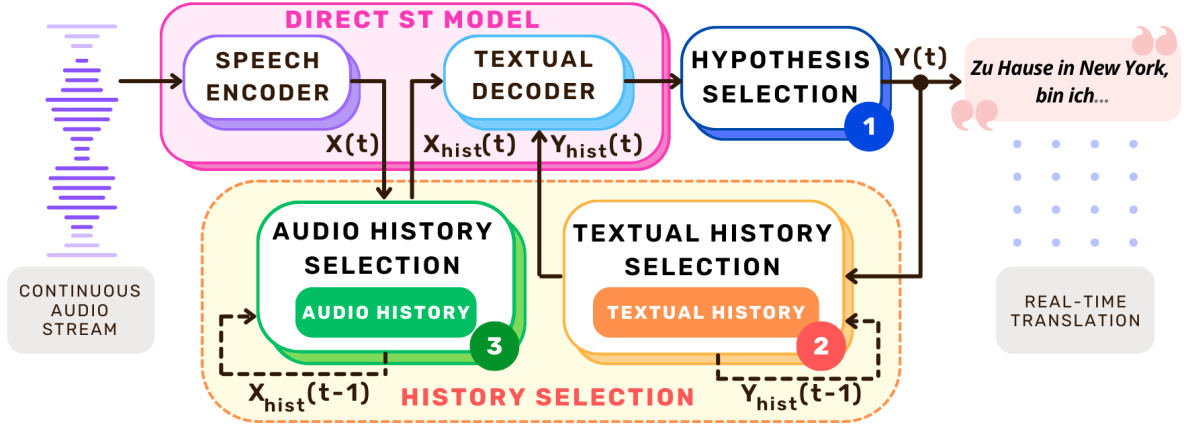 DIRECT ST MODEL
SPEECH
ENCODER
TEXTUAL
DECODER
HYPOTHESIS
SELECTION
1
Y(t)
Zu Hause in New York,
bin ich...
X(t)
Xhist(t)
Yhist(t)
AUDIO HISTORY
SELECTION
AUDIO HISTORY
3
TEXTUAL HISTORY
SELECTION
TEXTUAL HISTORY
2
Xhist(t-1)
HISTORY SELECTION
Yhist(t-1)
CONTINUOUS
AUDIO
STREAM
REAL-TIME
TRANSLATION